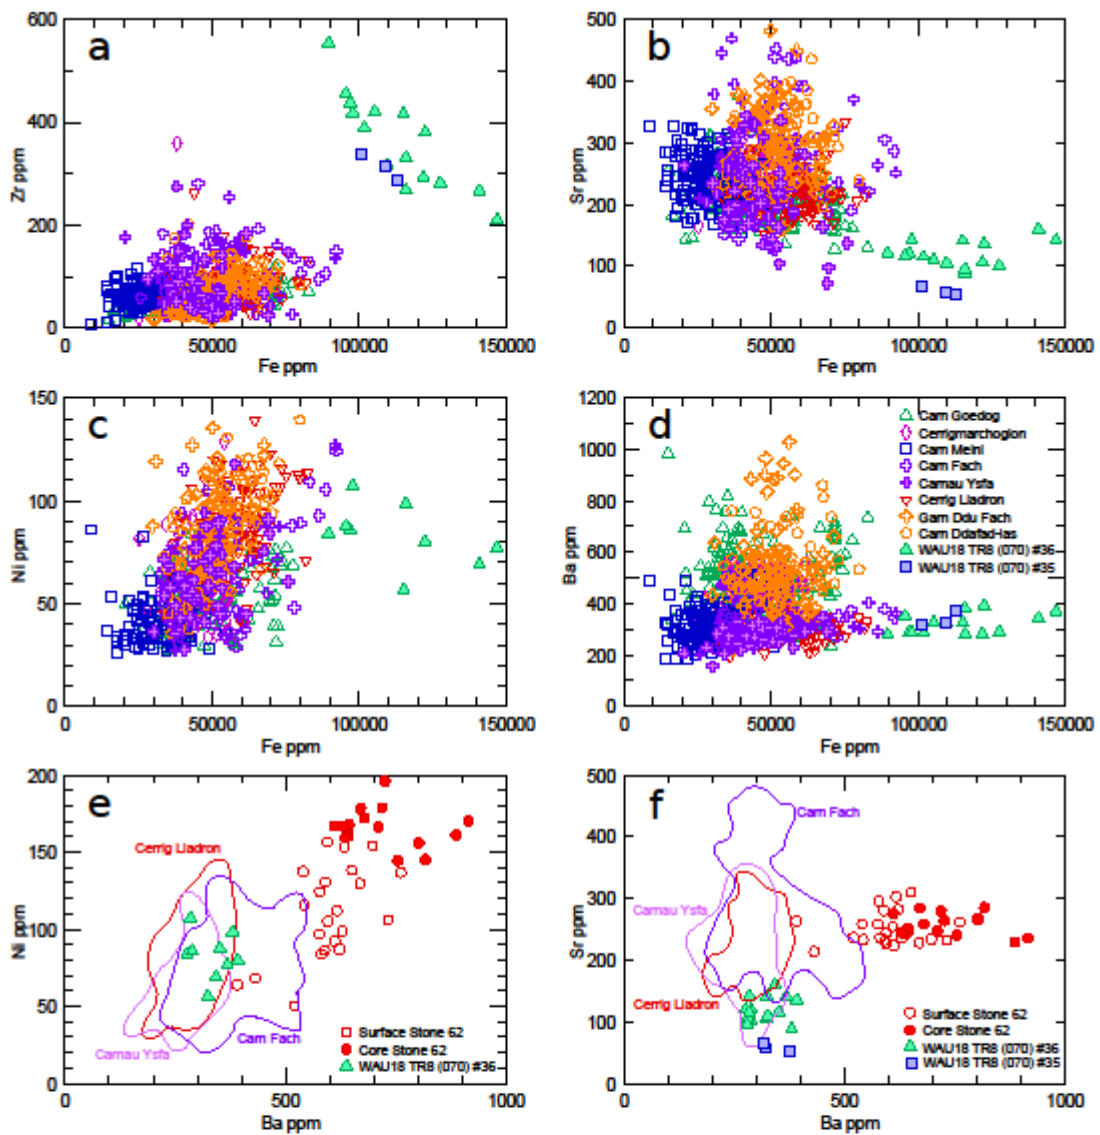 a
600
400
200
0
Zr ppm
0 50000 100000 150000
Fe ppm
b
500
400
300
200
100
0
Sr ppm
0 50000 100000 150000
Fe ppm
c
150
100
50
0
Ni ppm
0 50000 100000 150000
Fe ppm
d
1200
1000
800
600
400
200
0
Ba ppm
0 50000 100000 150000
Fe ppm
Carn Goedog
Cerrigmarchogion
Carn Meini
Carn Fach
Carnau Ysfa
Cerrig Lladron
Garn Ddu Fach
Carn Ddafad-las
WAU18 TR8 (070) #36
WAU18 TR8 (070) #35
e
200
150
100
50
0
Ni ppm
Cerrig Lladron
Carnau Ysfa
Carn Fach
Surface Stone 62
Core Stone 62
WAU18 TR8 (070) #36
0 500 1000
Ba ppm
f
500
400
300
200
100
0
Sr ppm
Carn Fach
Carnau Ysfa
Cerrig Lladron
Surface Stone 62
Core Stone 62
WAU18 TR8 (070) #36
WAU18 TR8 (070) #35
0 500 1000
Ba ppm